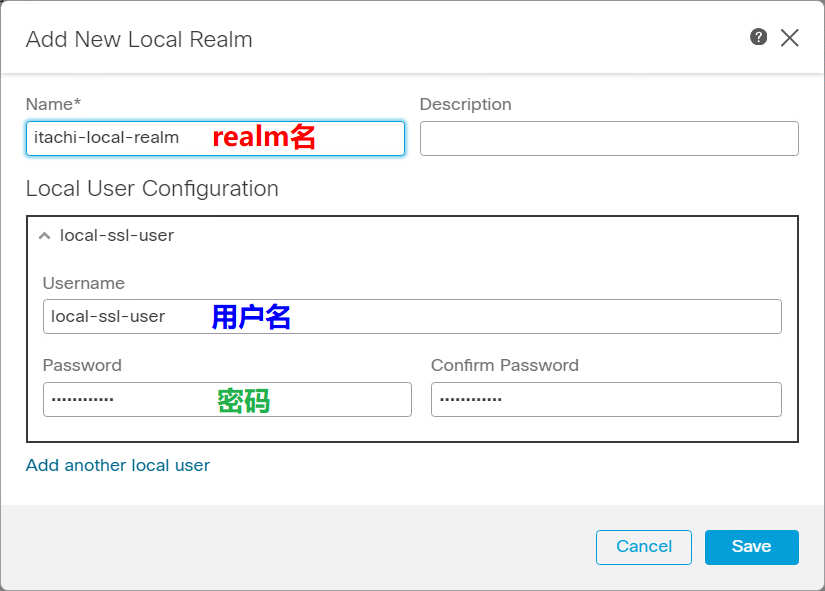 Add New Local Realm ?
Name* Description
itachi-local-realm realm名
Local User Configuration
local-ssl-user
Username
local-ssl-user 用户名
Password Confirm Password
············ 密码 ············
Add another local user
Cancel Save